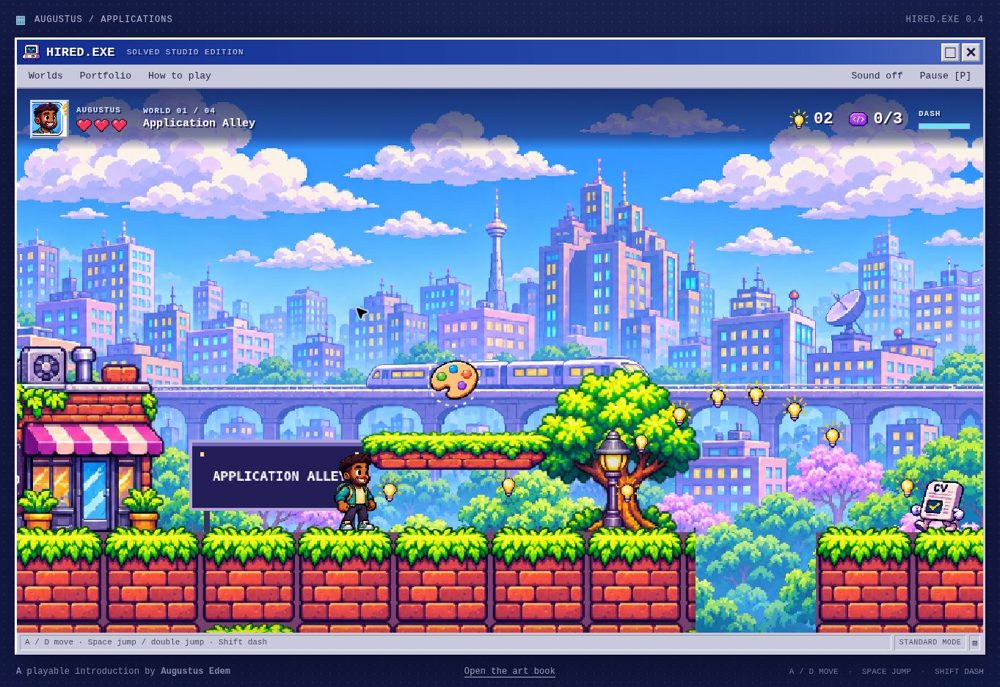 AUGUSTUS / APPLICATIONS
HIRED.EXE 0.4
HIRED.EXE SOLVED STUDIO EDITION
Worlds Portfolio How to play
Sound off Pause [P]
AUGUSTUS
WORLD 01 / 04
Application Alley
02
</> 0/3
DASH
APPLICATION ALLE
CV
A / D move · Space jump / double jump · Shift dash
STANDARD MODE
A playable introduction by Augustus Edem
Open the art book
A / D MOVE · SPACE JUMP · SHIFT DASH